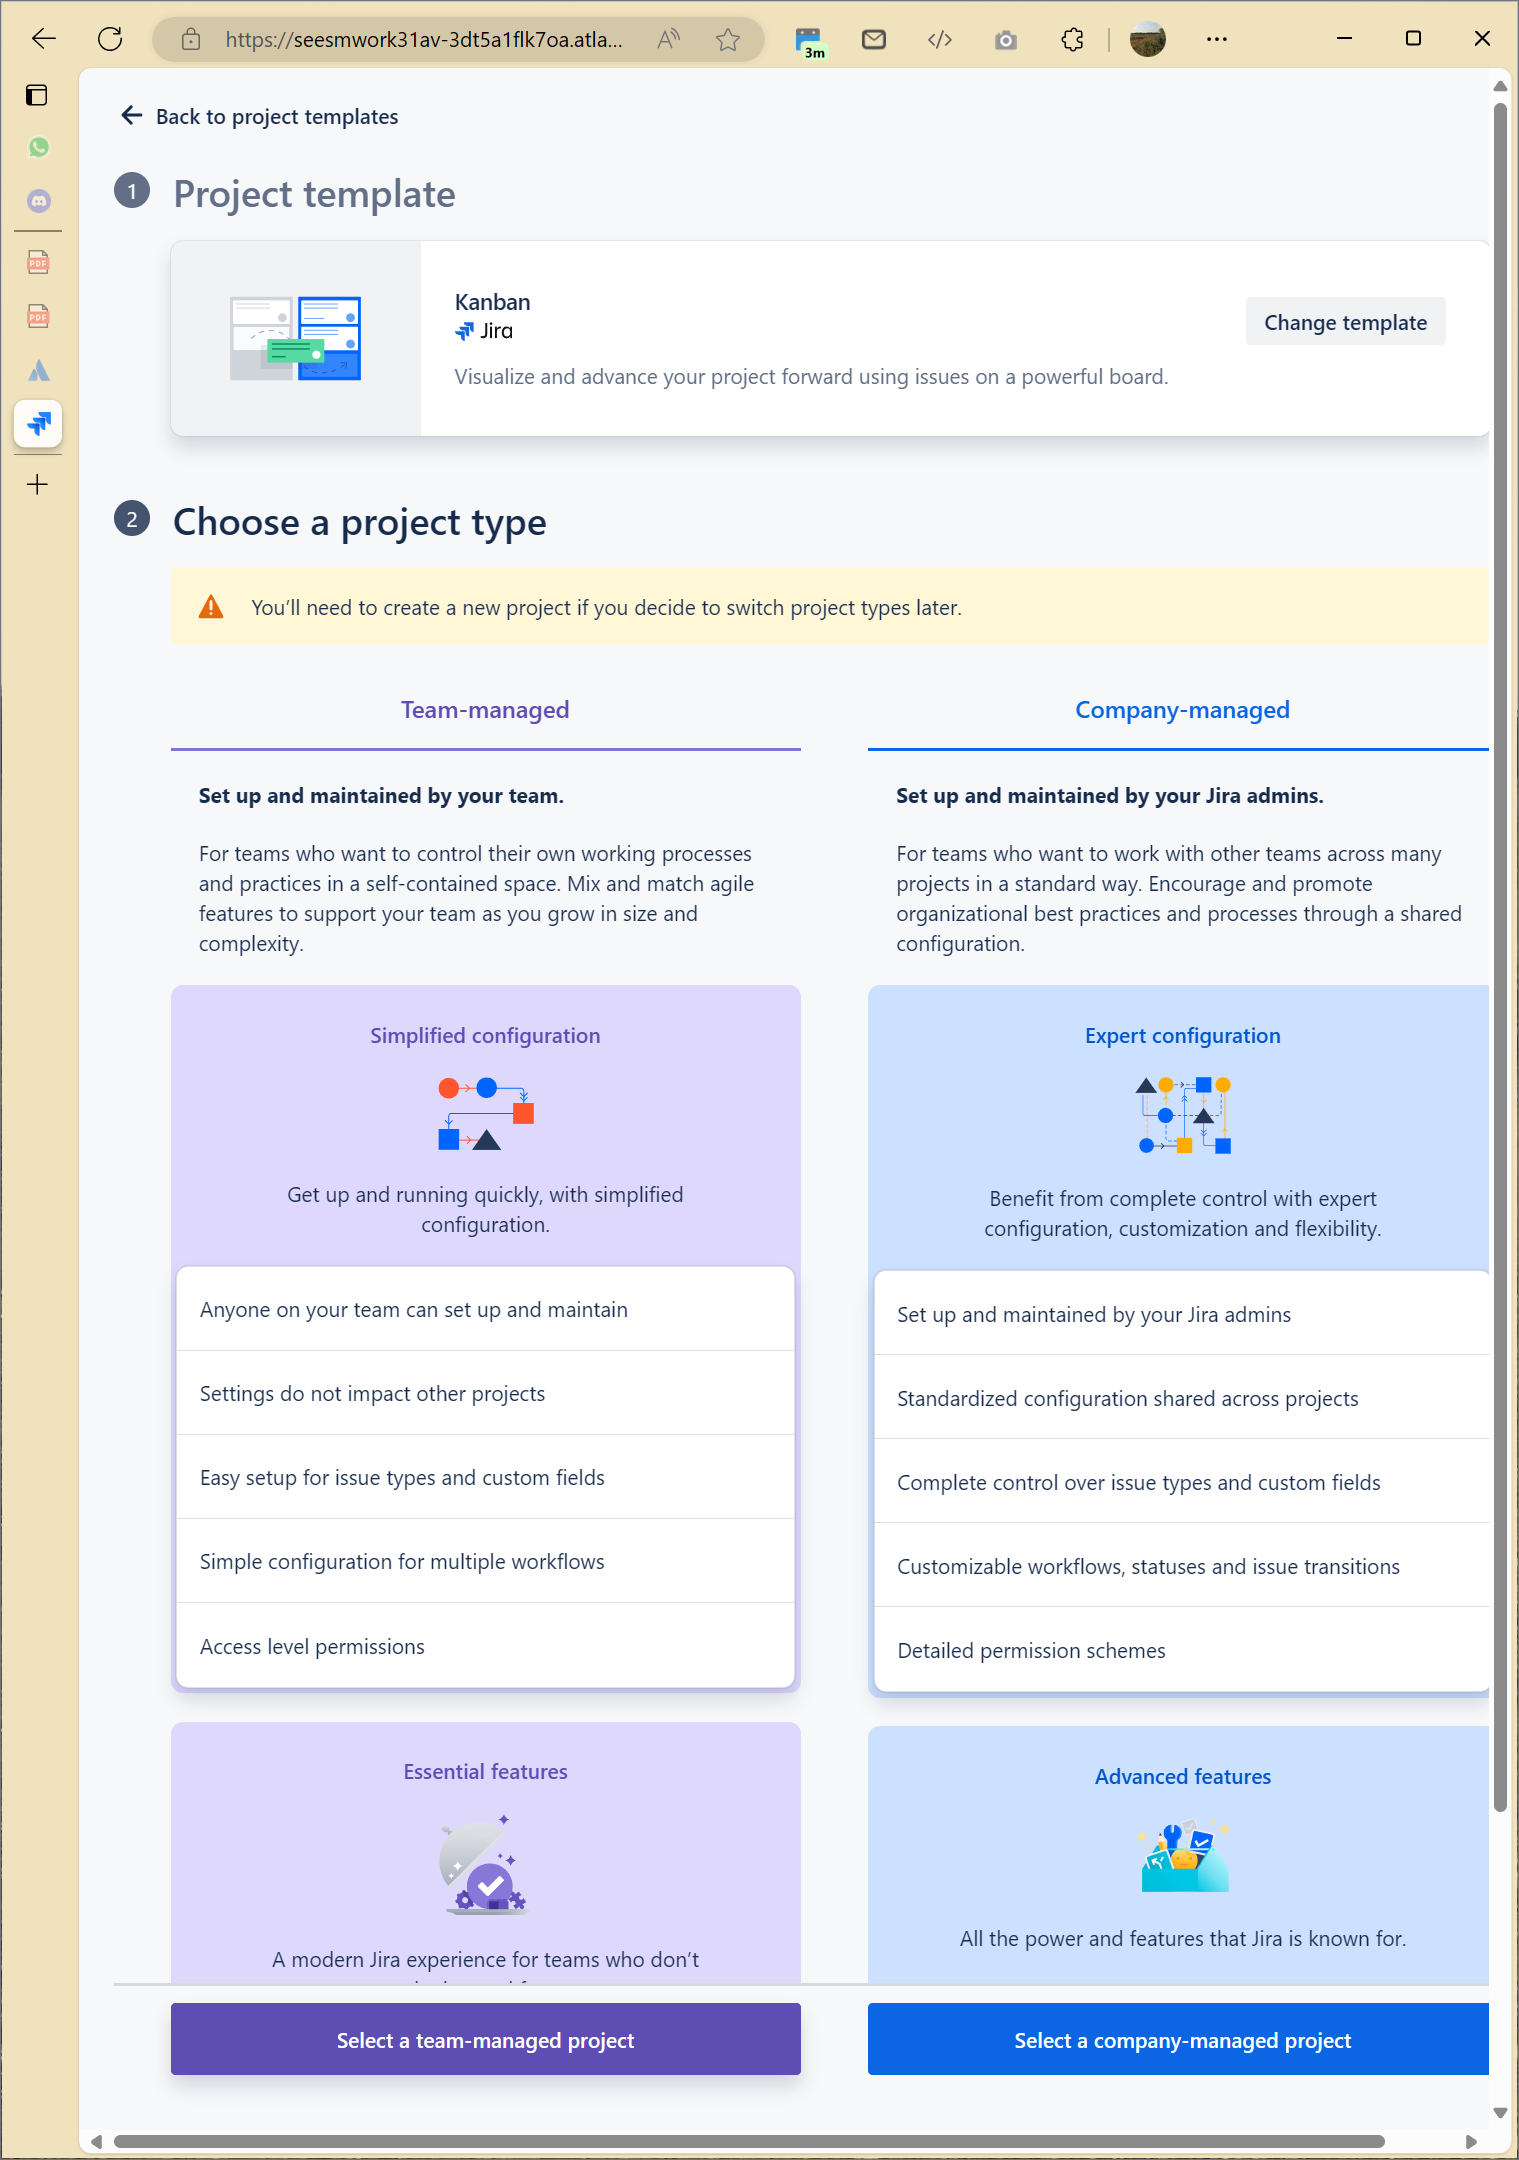 https://seesmwork31av-3dt5a1flk7oa.atla...
3m
Back to project templates
1 Project template
Kanban
Jira
Change template
Visualize and advance your project forward using issues on a powerful board.
2 Choose a project type
You’ll need to create a new project if you decide to switch project types later.
Team-managed
Set up and maintained by your team.
For teams who want to control their own working processes
and practices in a self-contained space. Mix and match agile
features to support your team as you grow in size and
complexity.
Simplified configuration
Get up and running quickly, with simplified
configuration.
Anyone on your team can set up and maintain
Settings do not impact other projects
Easy setup for issue types and custom fields
Simple configuration for multiple workflows
Access level permissions
Essential features
A modern Jira experience for teams who don’t
Select a team-managed project
Company-managed
Set up and maintained by your Jira admins.
For teams who want to work with other teams across many
projects in a standard way. Encourage and promote
organizational best practices and processes through a shared
configuration.
Expert configuration
Benefit from complete control with expert
configuration, customization and flexibility.
Set up and maintained by your Jira admins
Standardized configuration shared across projects
Complete control over issue types and custom fields
Customizable workflows, statuses and issue transitions
Detailed permission schemes
Advanced features
All the power and features that Jira is known for.
Select a company-managed project
PDF
PDF